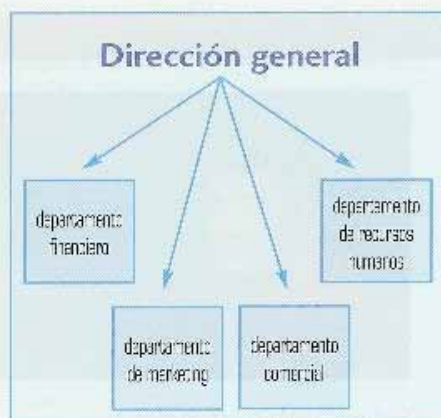 Dirección general
departamento
financiero
departamento
de recursos
humanos
departamento
de marketing
departamento
comercial